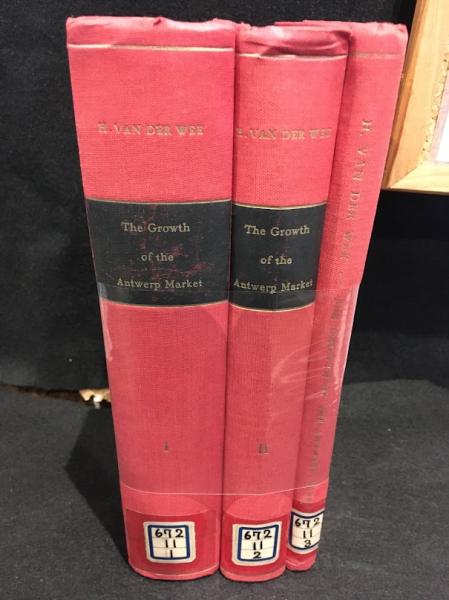 H. VAN DER WEE
The Growth
of the
Antwerp Market
I
672
11
1
H. VAN DER WEE
The Growth
of the
Antwerp Market
II
672
11
2
H. VAN DER WEE
672
11
3